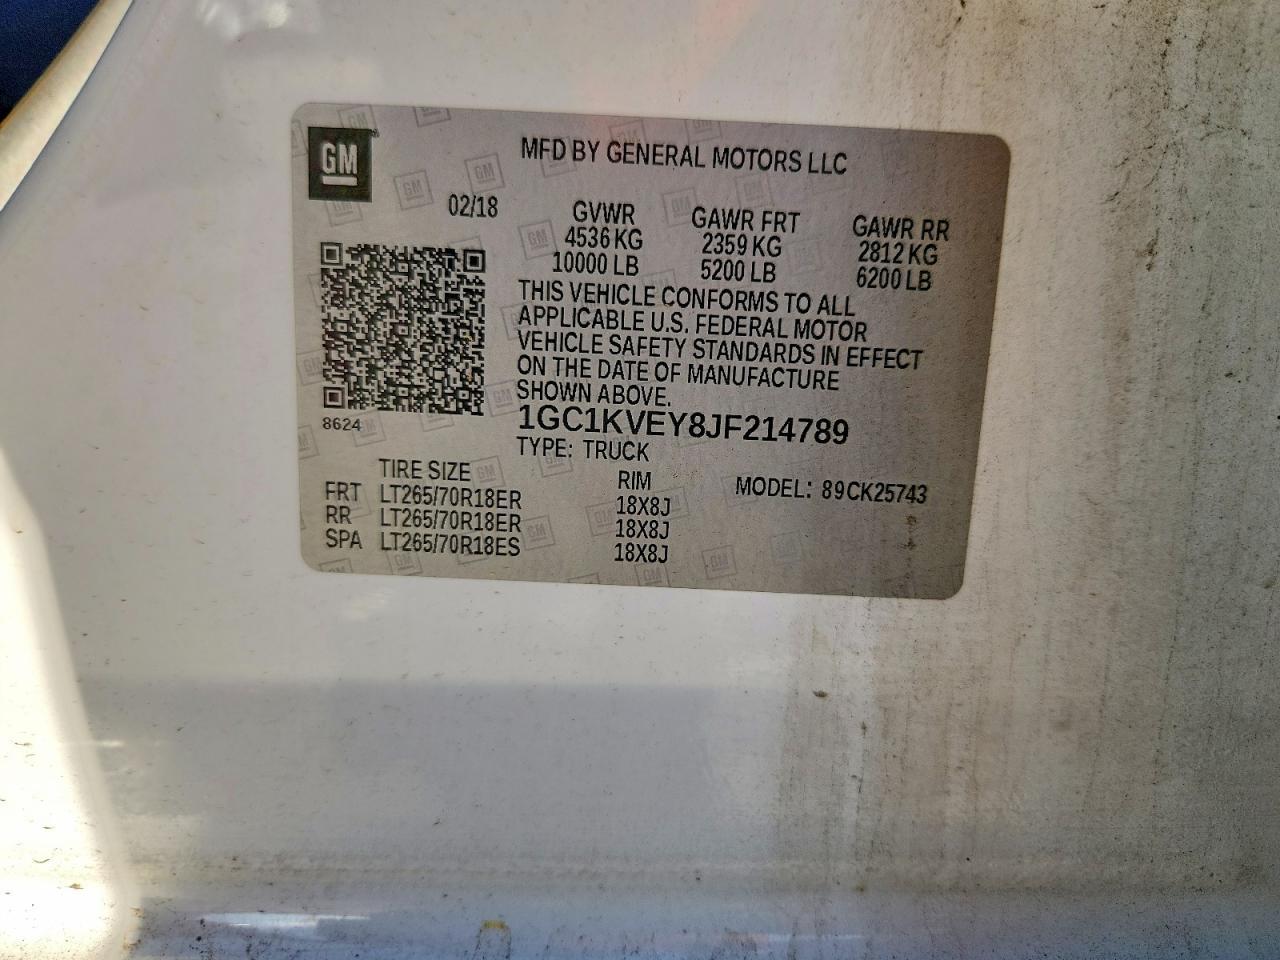 GM
MFD BY GENERAL MOTORS LLC
02/18
GVWR GAWR FRT GAWR RR
4536 KG 2359 KG 2812 KG
10000 LB 5200 LB 6200 LB
THIS VEHICLE CONFORMS TO ALL
APPLICABLE U.S. FEDERAL MOTOR
VEHICLE SAFETY STANDARDS IN EFFECT
ON THE DATE OF MANUFACTURE
SHOWN ABOVE.
8624
1GC1KVEY8JF214789
TYPE: TRUCK
TIRE SIZE RIM MODEL: 89CK25743
FRT LT265/70R18ER 18X8J
RR LT265/70R18ER 18X8J
SPA LT265/70R18ES 18X8J